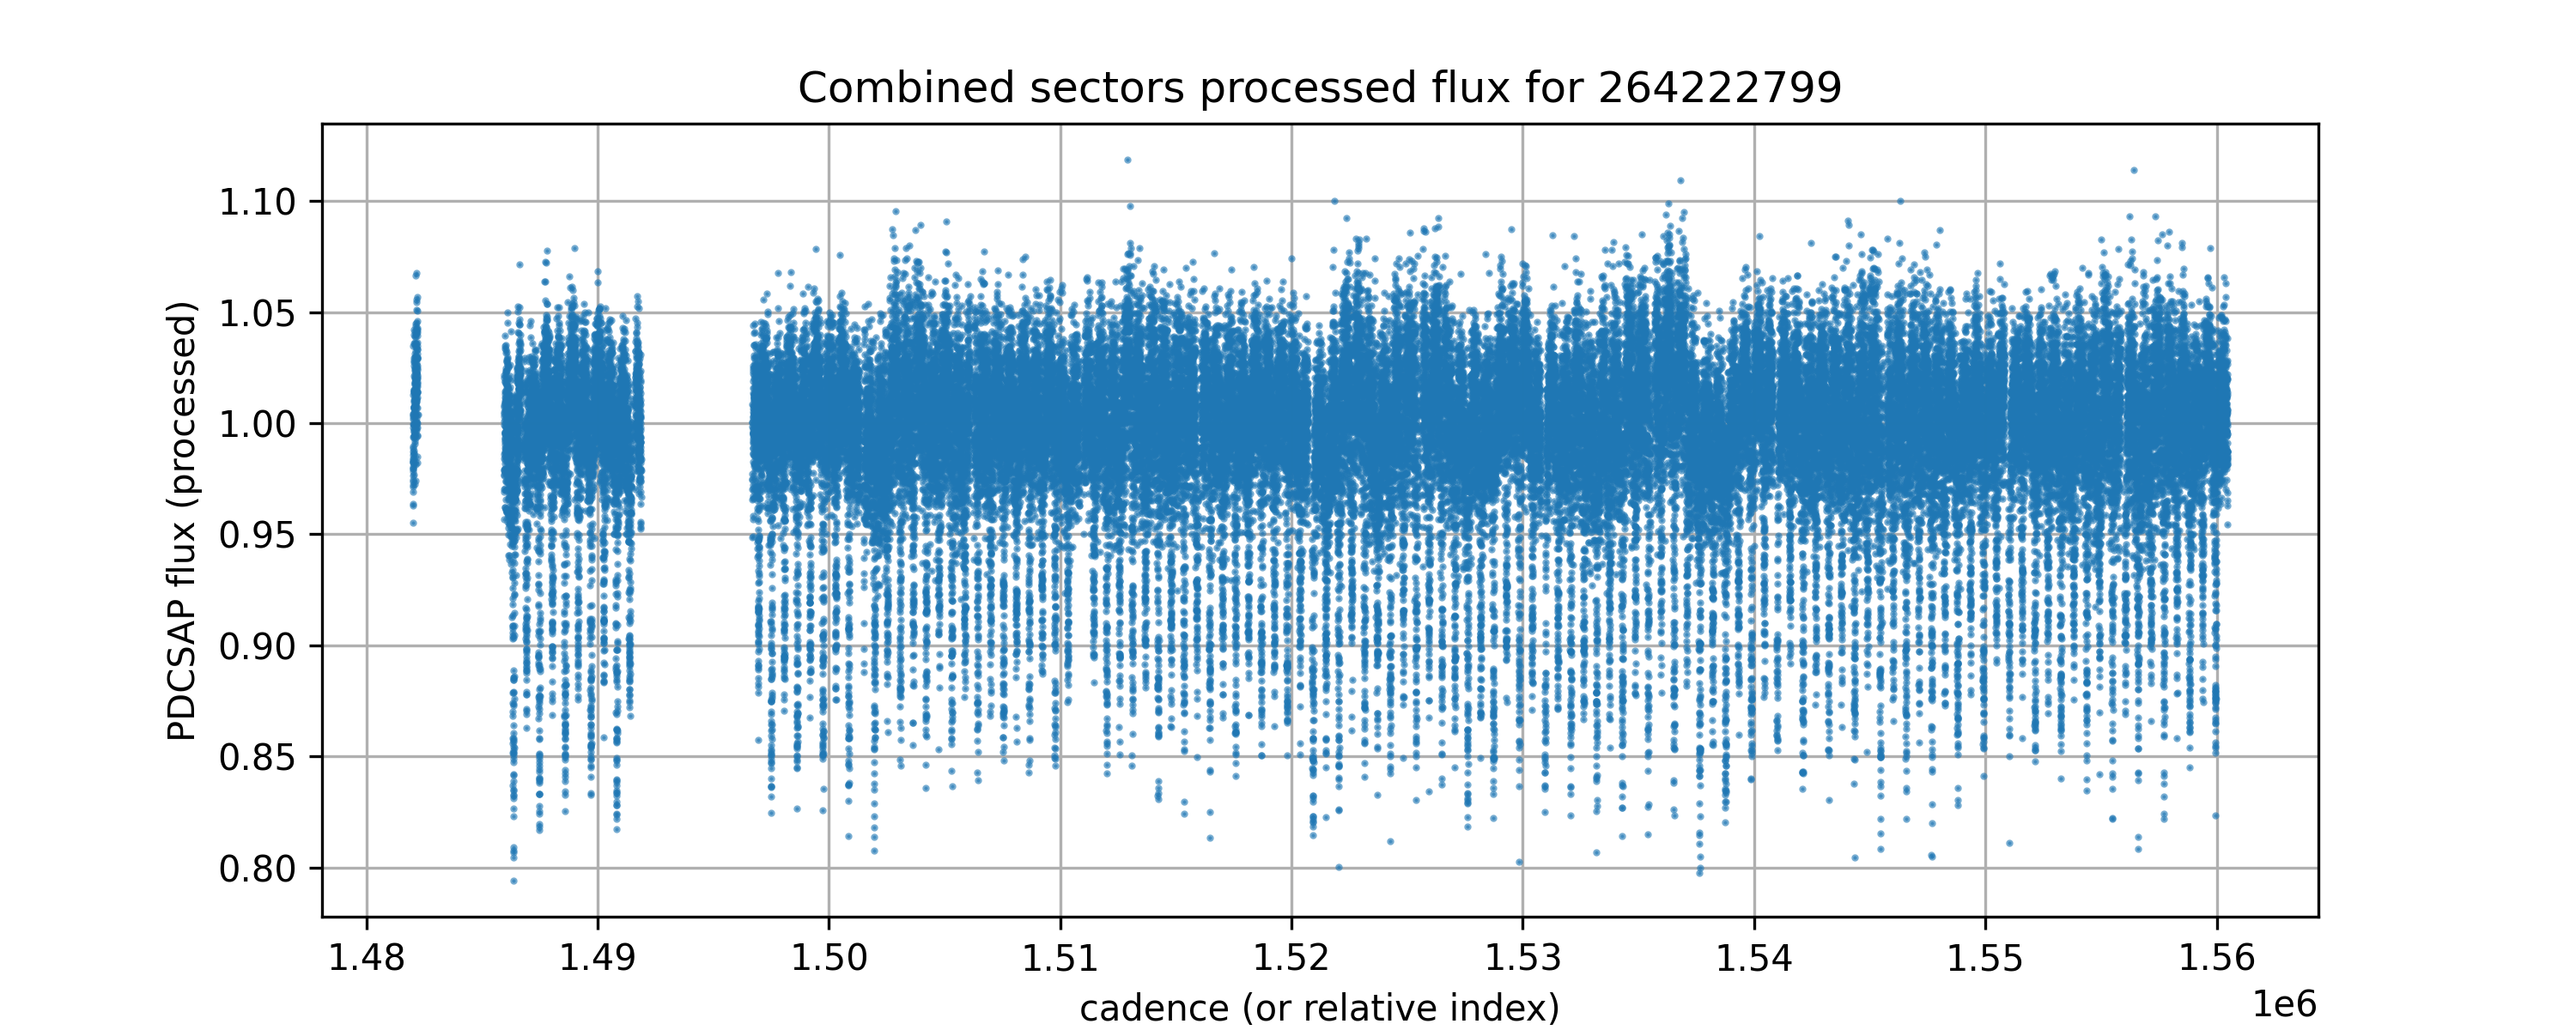 Combined sectors processed flux for 264222799
PDCSAP flux (processed)
1.10
1.05
1.00
0.95
0.90
0.85
0.80
1.48 1.49 1.50 1.51 1.52 1.53 1.54 1.55 1.56
cadence (or relative index)
1e6